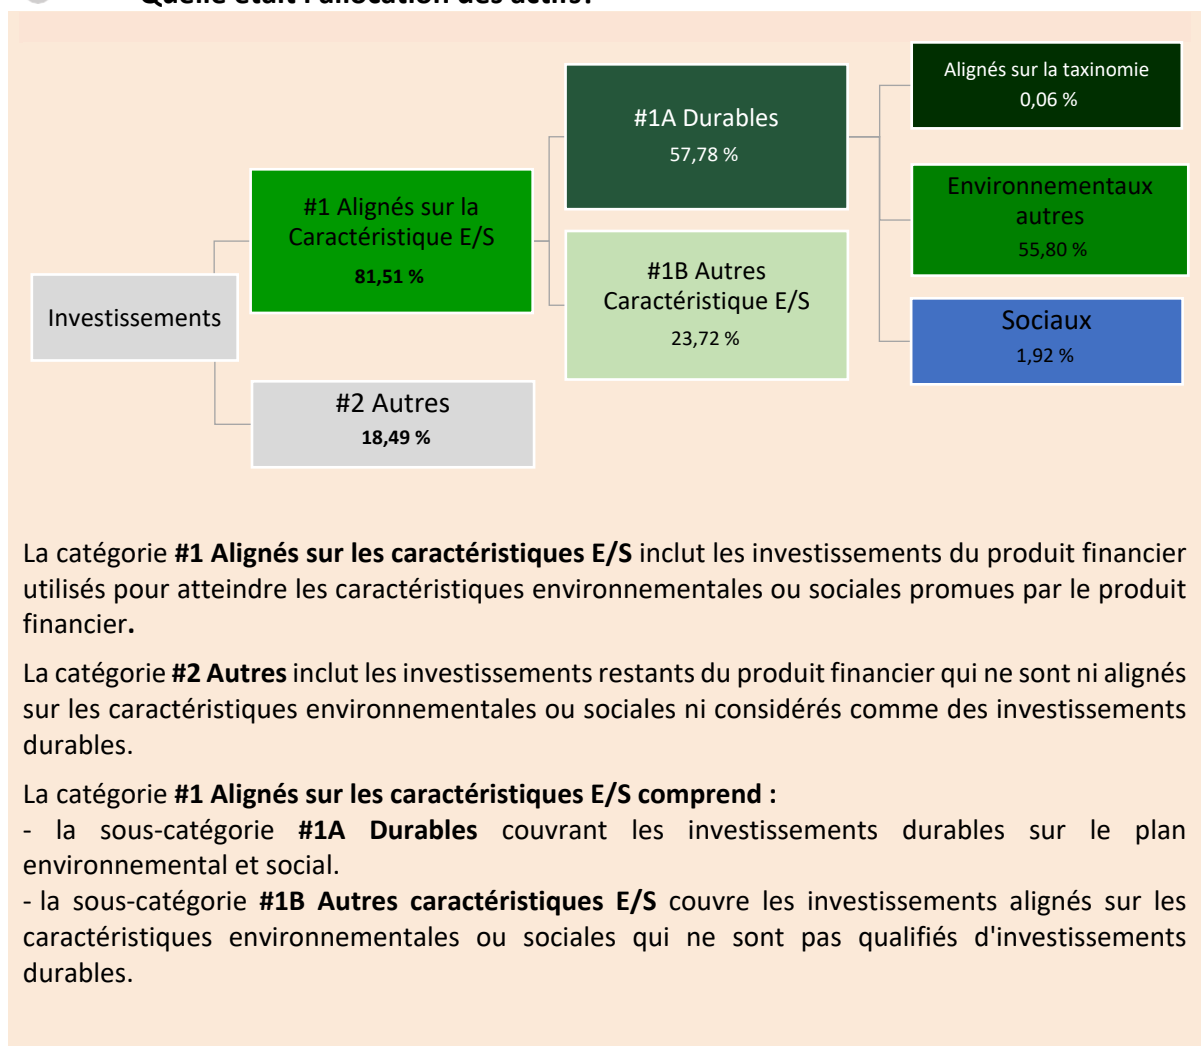 Quelle était l'allocation des actifs?
Alignés sur la taxinomie
0,06 %
#1A Durables
57,78 %
Environnementaux
autres
55,80 %
#1 Alignés sur la
Caractéristique E/S
81,51 %
#1B Autres
Caractéristique E/S
23,72 %
Investissements
Sociaux
1,92 %
#2 Autres
18,49 %
La catégorie #1 Alignés sur les caractéristiques E/S inclut les investissements du produit financier
utilisés pour atteindre les caractéristiques environnementales ou sociales promues par le produit
financier.
La catégorie #2 Autres inclut les investissements restants du produit financier qui ne sont ni alignés
sur les caractéristiques environnementales ou sociales ni considérés comme des investissements
durables.
La catégorie #1 Alignés sur les caractéristiques E/S comprend :
- la sous-catégorie #1A Durables couvrant les investissements durables sur le plan
environnemental et social.
- la sous-catégorie #1B Autres caractéristiques E/S couvre les investissements alignés sur les
caractéristiques environnementales ou sociales qui ne sont pas qualifiés d'investissements
durables.